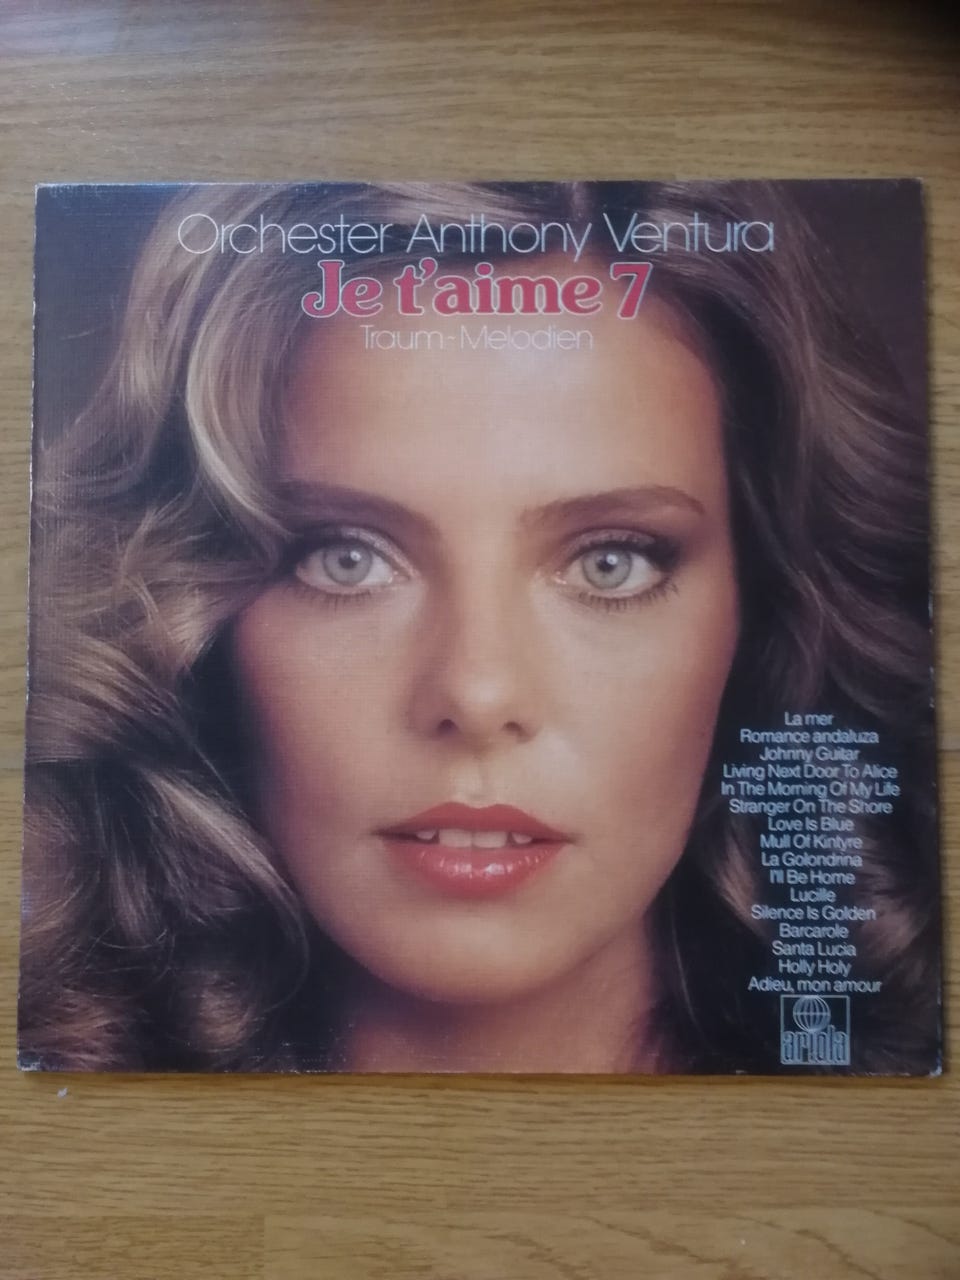 Orchester Anthony Ventura
Je t'aime 7
Traum-Melodien
La mer
Romance andaluza
Johnny Guitar
Living Next Door To Alice
In The Morning Of My Life
Stranger On The Shore
Love Is Blue
Mull Of Kintyre
La Golondrina
I'll Be Home
Lucille
Silence Is Golden
Barcarole
Santa Lucia
Holly Holy
Adieu, mon amour
ariola